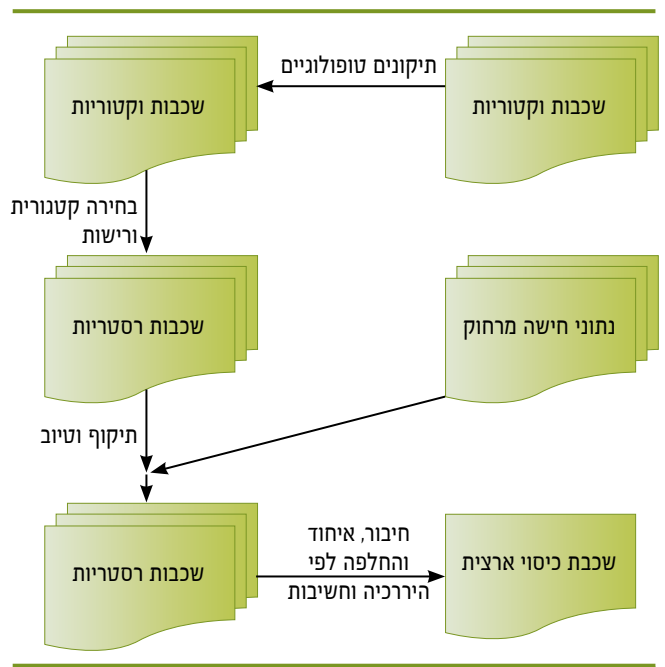 שכבות וקטוריות
תיקונים טופולוגיים
שכבות וקטוריות
בחירה קטגורית
ורישות
שכבות רסטריות
נתוני חישה מרחוק
תיקוף וטיוב
שכבות רסטריות
חיבור, איחוד
והחלפה לפי
היררכיה וחשיבות
שכבת כיסוי ארצית